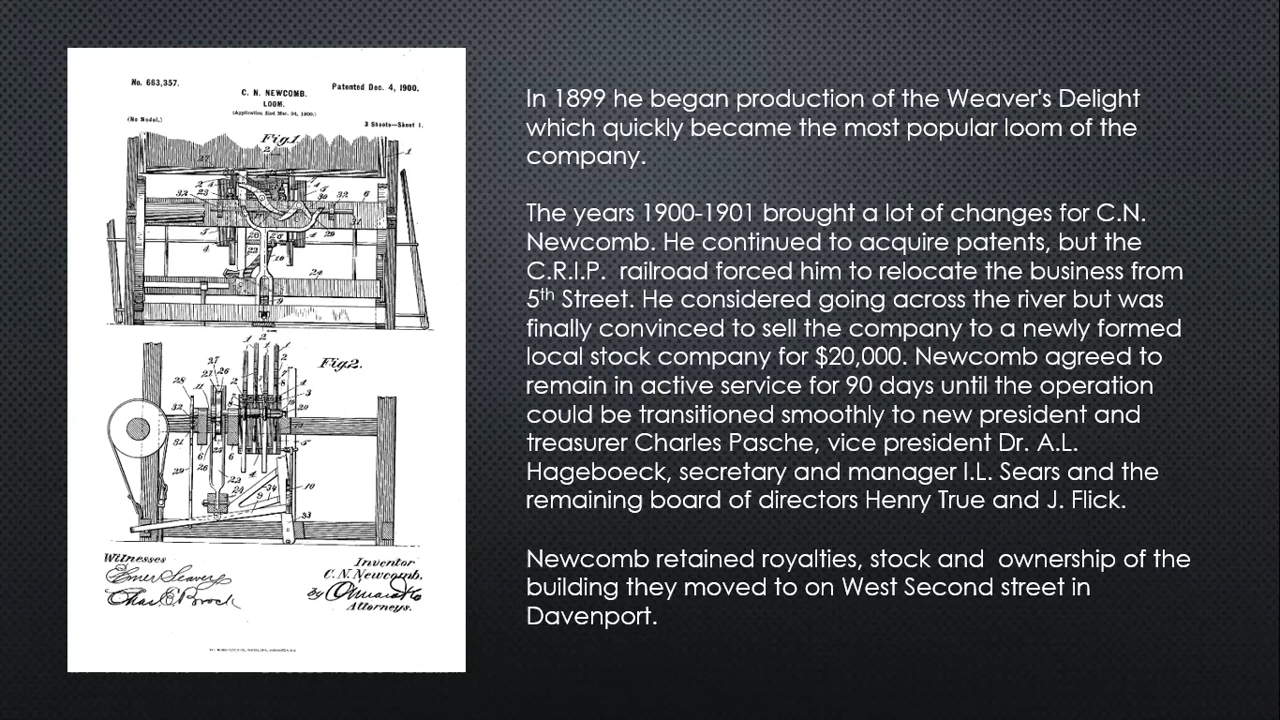 No. 663,357.
Patented Dec. 4, 1900.
C. N. NEWCOMB.
LOOM.
(Application filed Mar. 24, 1900.)
(No Model.)
3 Sheets—Sheet 1.
Fig.1
Fig.2.
Witnesses
Inventor
C. N. Newcomb,
By
Attorneys.
In 1899 he began production of the Weaver's Delight
which quickly became the most popular loom of the
company.
The years 1900-1901 brought a lot of changes for C.N.
Newcomb. He continued to acquire patents, but the
C.R.I.P.  railroad forced him to relocate the business from
5th Street. He considered going across the river but was
finally convinced to sell the company to a newly formed
local stock company for $20,000. Newcomb agreed to
remain in active service for 90 days until the operation
could be transitioned smoothly to new president and
treasurer Charles Pasche, vice president Dr. A.L.
Hageboeck, secretary and manager I.L. Sears and the
remaining board of directors Henry True and J. Flick.
Newcomb retained royalties, stock and  ownership of the
building they moved to on West Second street in
Davenport.